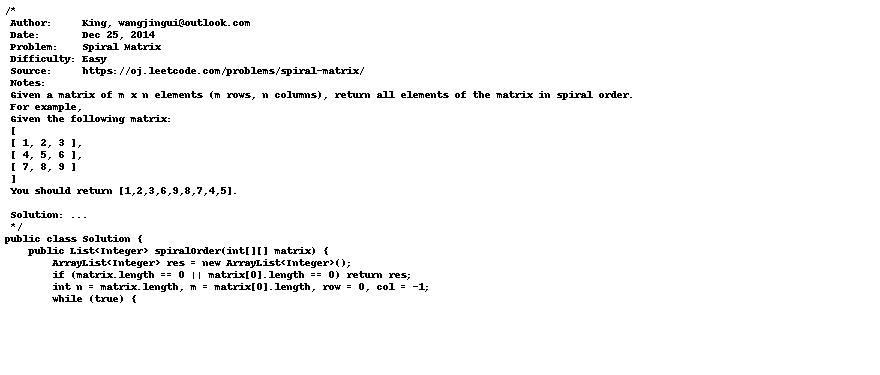 /*
 Author:     King, wangjingui@outlook.com
 Date:       Dec 25, 2014
 Problem:    Spiral Matrix
 Difficulty: Easy
 Source:     https://oj.leetcode.com/problems/spiral-matrix/
 Notes:
 Given a matrix of m x n elements (m rows, n columns), return all elements of the matrix in spiral order.
 For example,
 Given the following matrix:
 [
 [ 1, 2, 3 ],
 [ 4, 5, 6 ],
 [ 7, 8, 9 ]
 ]
 You should return [1,2,3,6,9,8,7,4,5].

 Solution: ...
 */
public class Solution {
    public List<Integer> spiralOrder(int[][] matrix) {
        ArrayList<Integer> res = new ArrayList<Integer>();
        if (matrix.length == 0 || matrix[0].length == 0) return res;
        int n = matrix.length, m = matrix[0].length, row = 0, col = -1;
        while (true) {